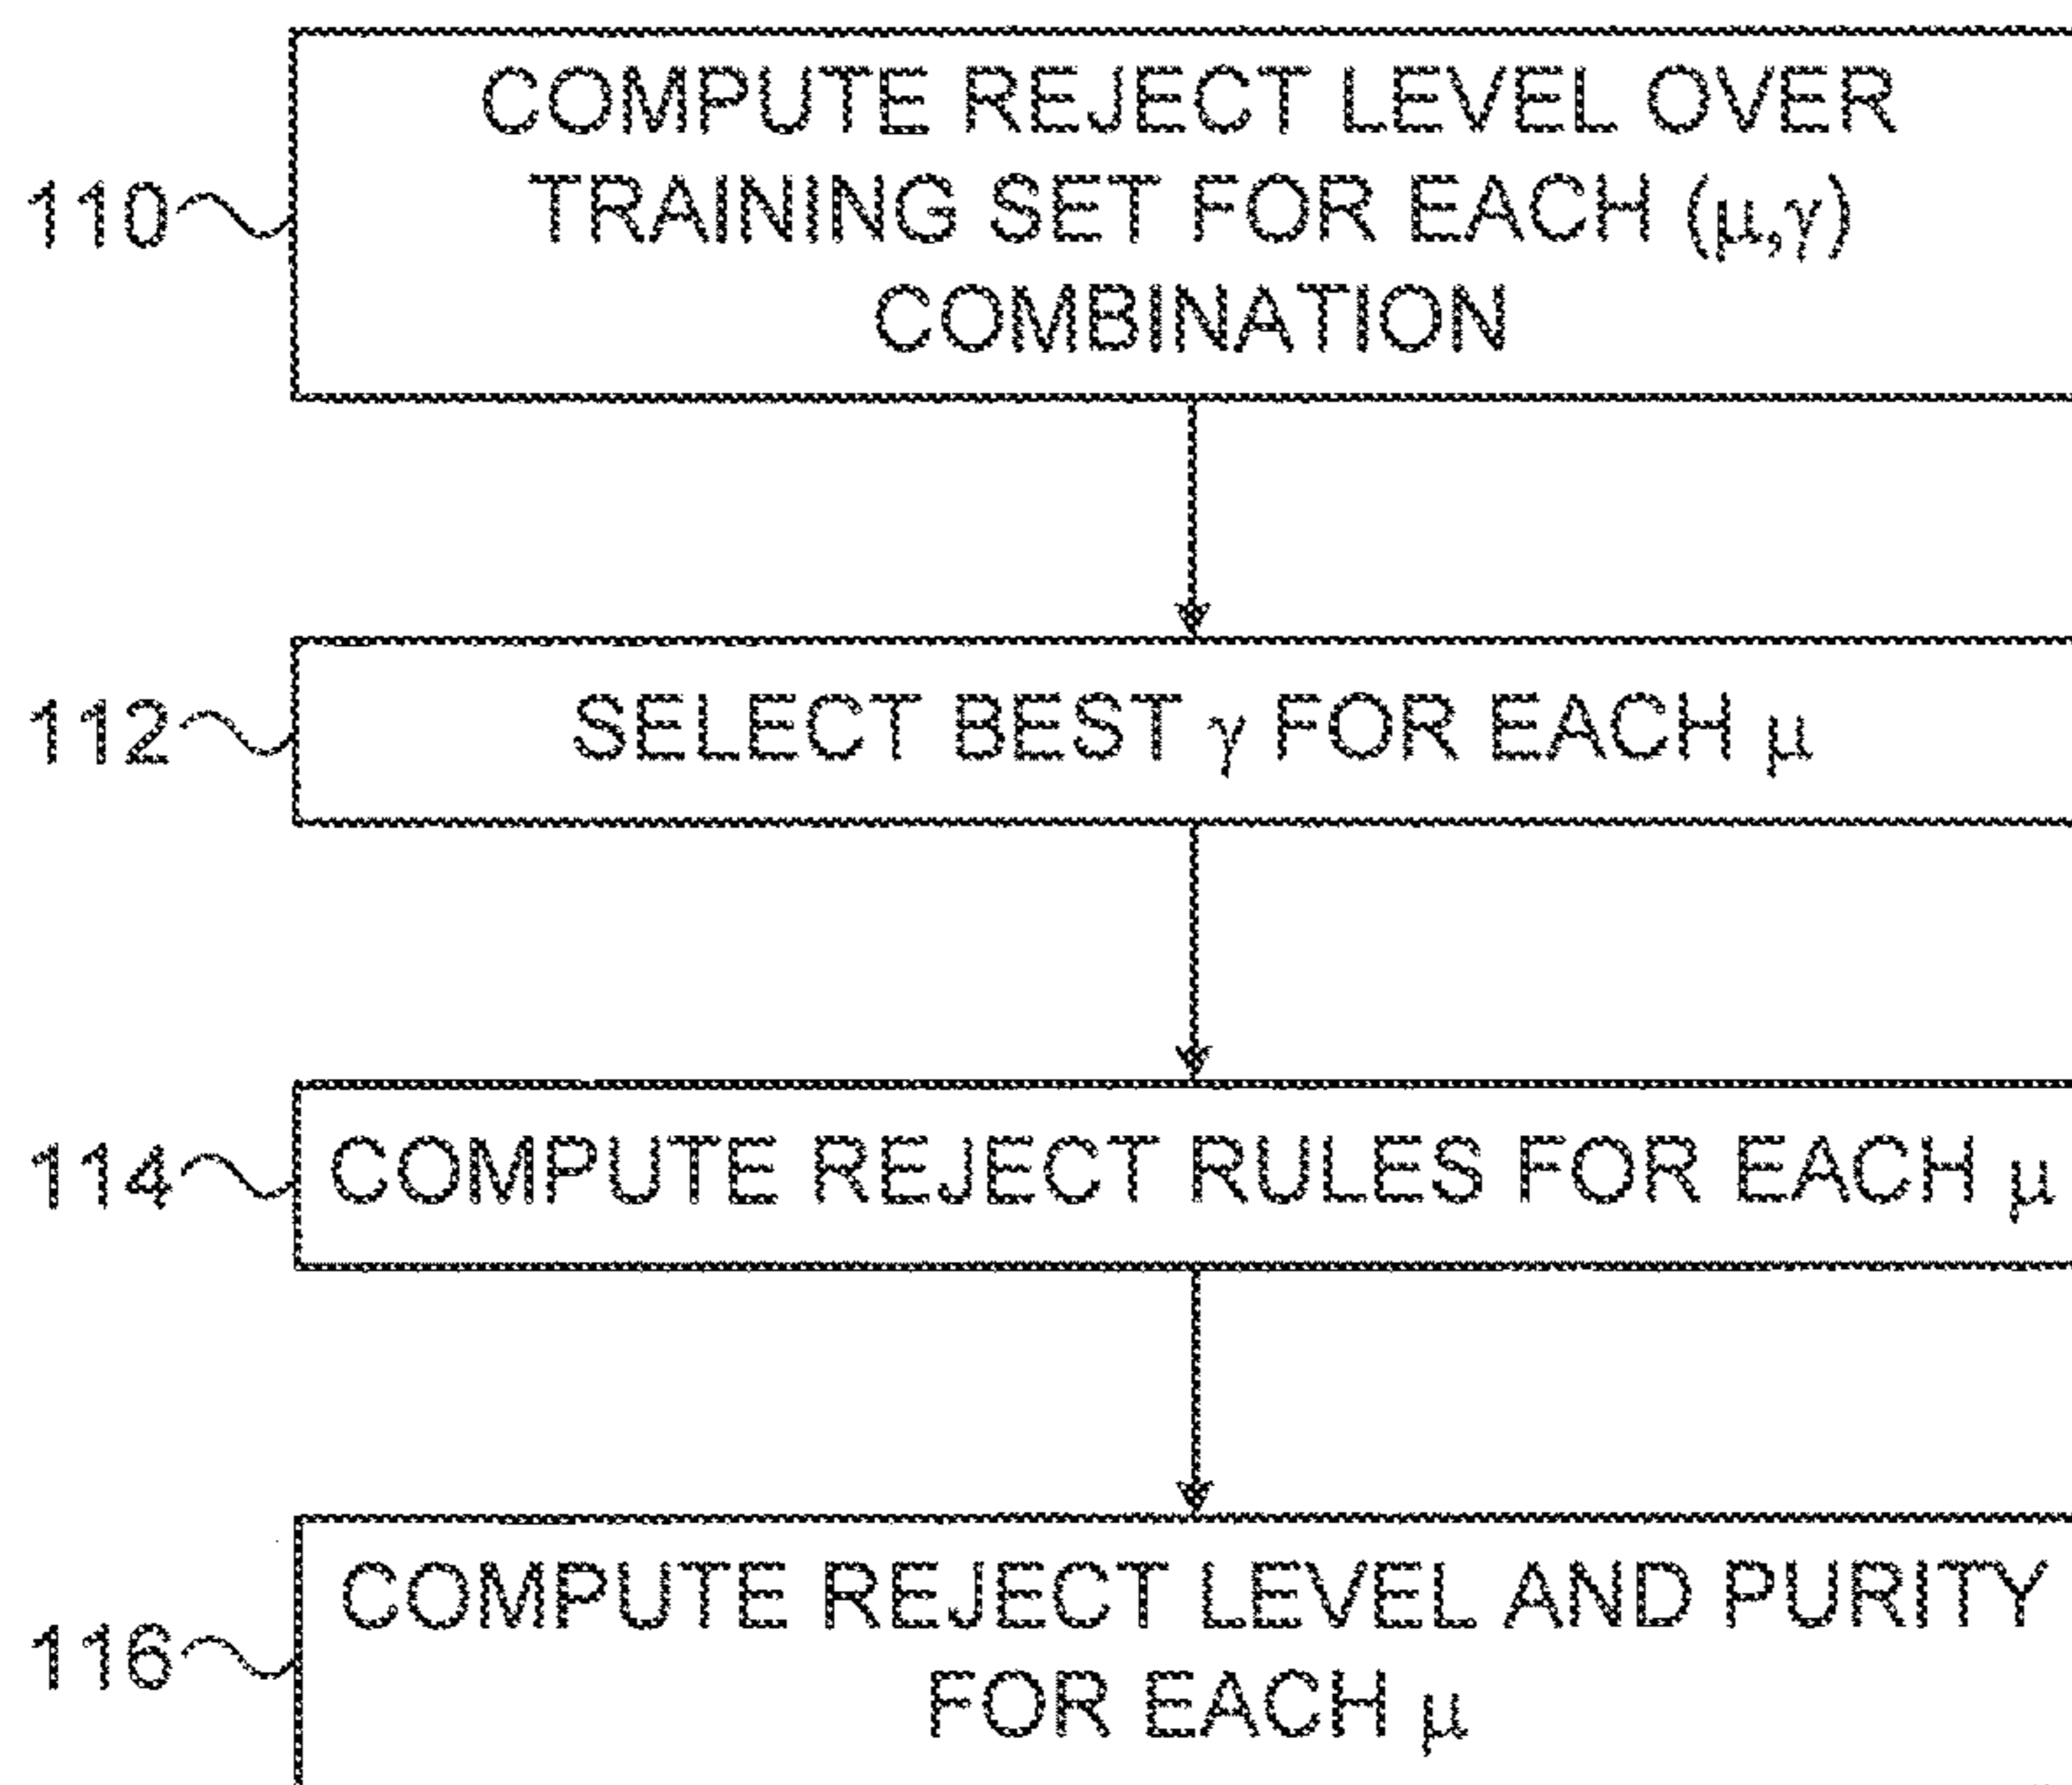 COMPUTE REJECT LEVEL OVER
110 TRAINING SET FOR EACH (μ,γ)
COMBINATION
112 SELECT BEST γ FOR EACH μ
114 COMPUTE REJECT RULES FOR EACH μ
COMPUTE REJECT LEVEL AND PURITY
116
FOR EACH μ